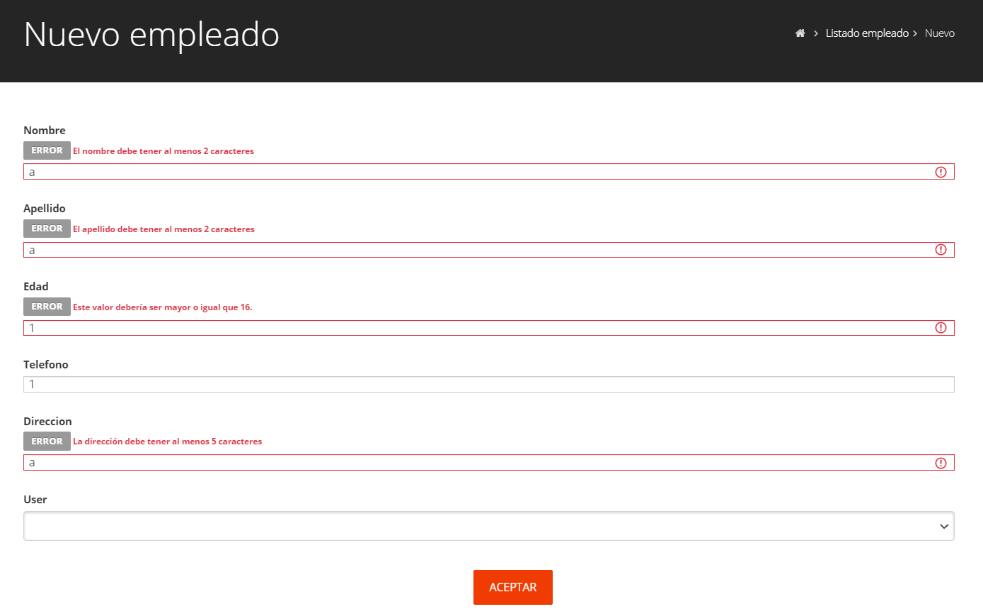 Nuevo empleado
Listado empleado Nuevo
Nombre
ERROR El nombre debe tener al menos 2 caracteres
a
Apellido
ERROR El apellido debe tener al menos 2 caracteres
a
Edad
ERROR Este valor debería ser mayor o igual que 16.
1
Telefono
1
Direccion
ERROR La dirección debe tener al menos 5 caracteres
a
User
ACEPTAR